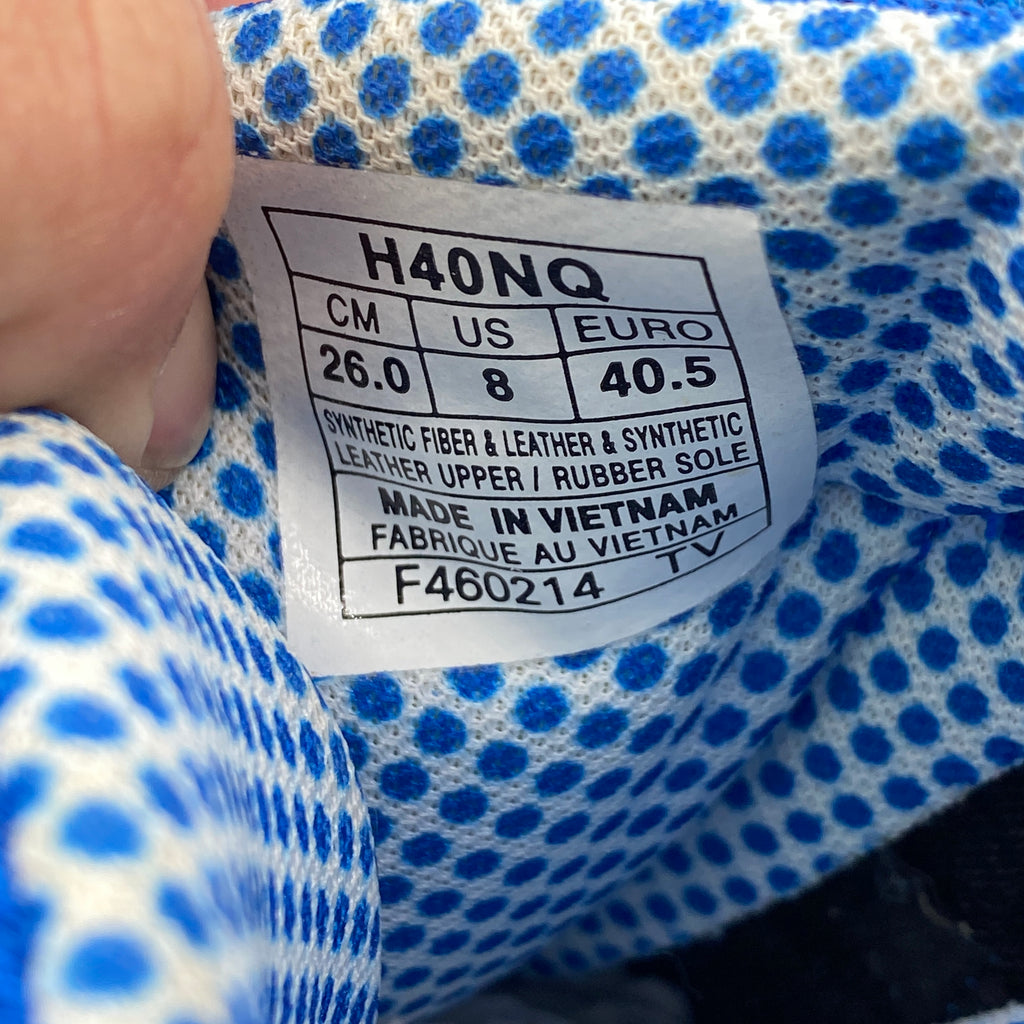 H40NQ
CM US EURO
26.0 8 40.5
SYNTHETIC FIBER & LEATHER & SYNTHETIC
LEATHER UPPER / RUBBER SOLE
MADE IN VIETNAM
FABRIQUE AU VIETNAM
F460214 TV